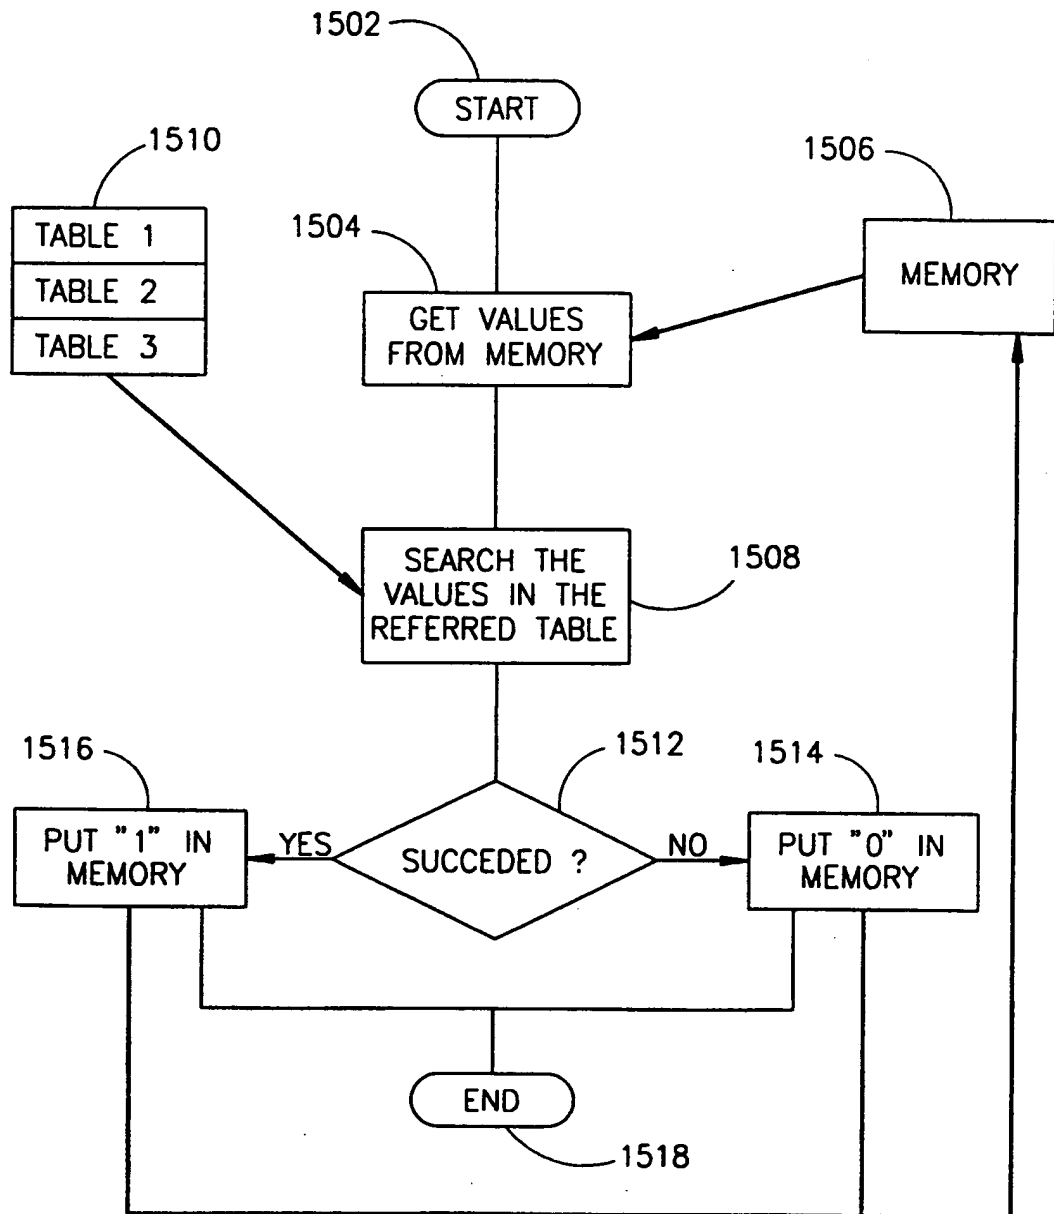 1502
START
1510
1506
TABLE 1
TABLE 2
TABLE 3
1504
GET VALUES
FROM MEMORY
MEMORY
SEARCH THE
VALUES IN THE
REFERRED TABLE
1508
1516
1512
1514
PUT "1" IN
MEMORY
YES
SUCCEDED ?
NO
PUT "0" IN
MEMORY
END
1518